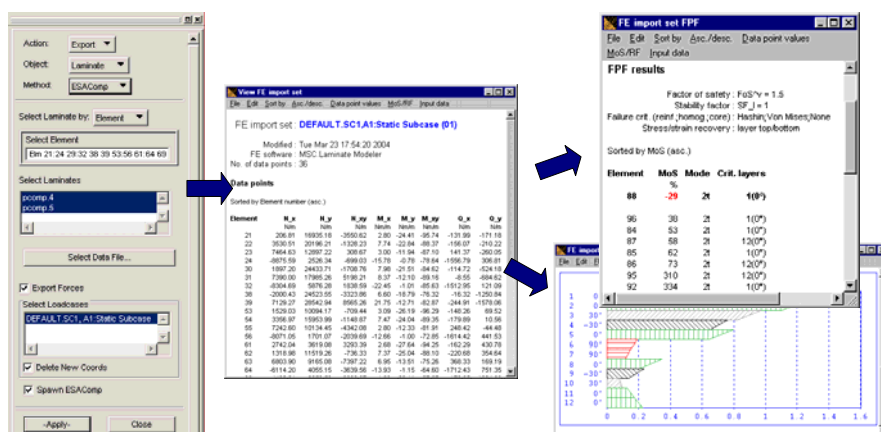 Action: Export
Object: Laminate
Method: ESAComp
Select Laminate by: Element
Select Element
Elm 21:24 29:32 38 39 53:56 61:64 69
Select Laminates
pcomp.4
pcomp.5
Select Data File...
Export Forces
Select Loadcases
DEFAULT.SC1, A1:Static Subcase
Delete New Coords
Spawn ESAComp
-Apply- Close
View FE import set
File Edit Sort by Asc./desc. Data point values MoS/RF Input data
FE import set : DEFAULT.SC1,A1:Static Subcase (01)
Modified : Tue Mar 23 17:54:20 2004
FE software : MSC.Laminate Modeler
No. of data points : 36
Data points
Sorted by Element number (asc.)
Element N_x N_y N_xy M_x M_y M_xy Q_x Q_y
N/m N/m N/m N N N N/m N/m
21 206.81 16935.18 -3550.62 2.80 -24.41 -95.74 -131.99 -171.18
22 3530.51 20196.21 -1328.23 7.74 -22.84 -88.37 -156.07 -210.22
23 7464.63 12897.22 308.67 3.00 -11.94 -67.10 141.37 -260.05
24 -8875.59 2526.34 -699.03 -15.78 -0.78 -78.64 -1556.79 306.81
30 1897.20 24433.71 -1708.76 7.98 -21.51 -84.62 -114.72 -524.18
31 7390.00 17985.26 5198.21 8.37 -12.10 -89.16 -8.55 -684.62
32 -8304.69 5876.28 1638.59 -22.45 -1.01 -85.63 -1512.95 121.09
38 -2000.43 24523.55 -3323.86 6.60 -18.79 -76.32 -16.32 -1250.84
39 7129.27 28542.94 8565.26 21.75 -12.71 -82.87 -244.91 -1578.06
53 1529.03 10094.17 -709.44 3.09 -26.19 -96.29 -148.26 69.52
54 3356.97 15953.99 -1148.67 7.47 -24.04 -89.35 -179.89 10.56
55 7242.60 10134.45 -4342.08 2.80 -12.33 -81.91 248.42 -44.48
56 -8071.05 1701.07 -2039.69 -12.66 -1.00 -72.85 -1614.42 441.53
61 2742.04 3619.08 3293.39 2.68 -27.84 -94.25 -162.29 430.78
62 1318.98 11519.26 -736.33 7.37 -25.04 -88.10 -220.68 354.64
63 6803.90 9165.08 -7397.22 6.95 -13.51 -75.26 368.33 169.19
64 -6114.20 4055.15 -3639.56 -13.93 -1.15 -64.80 -1712.43 751.35
FE import set FPF
File Edit Sort by Asc./desc. Data point values
MoS/RF Input data
FPF results
Factor of safety : FoS^v = 1.5
Stability factor : SF_l = 1
Failure crit. (reinf.;homog.;core) : Hashin;Von Mises;None
Stress/strain recovery : layer top/bottom
Sorted by MoS (asc.)
Element MoS Mode Crit. layers
%
88 -29 2t 1(0°)
96 38 2t 1(0°)
84 53 2t 1(0°)
87 58 2t 12(0°)
85 62 2t 1(0°)
86 73 2t 12(0°)
95 310 2t 12(0°)
92 334 2t 1(0°)
FE import
File Edit
1 0°
2
3
4 -30°
5
6 90°
7 90°
8
9 -30°
10 30°
11 0°
12 0°
0 0.2 0.4 0.6 0.8 1 1.2 1.4 1.6